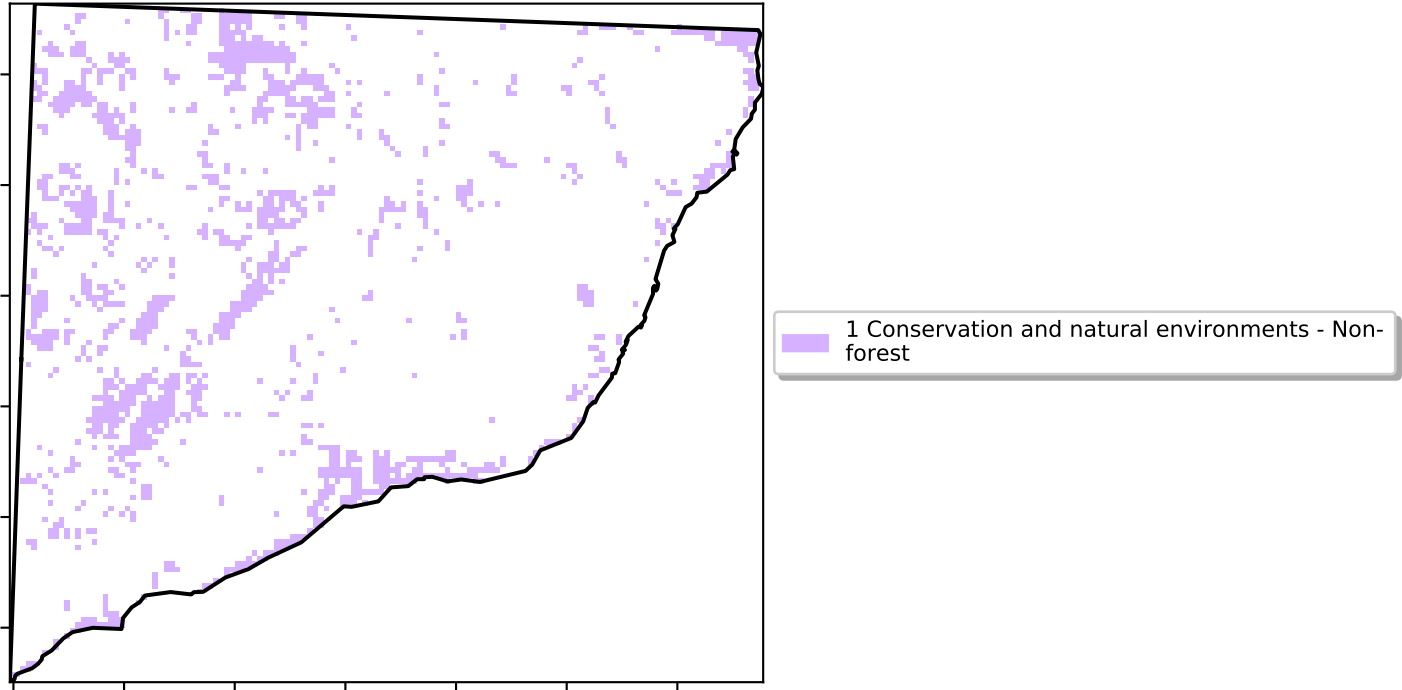 1 Conservation and natural environments - Non-
forest